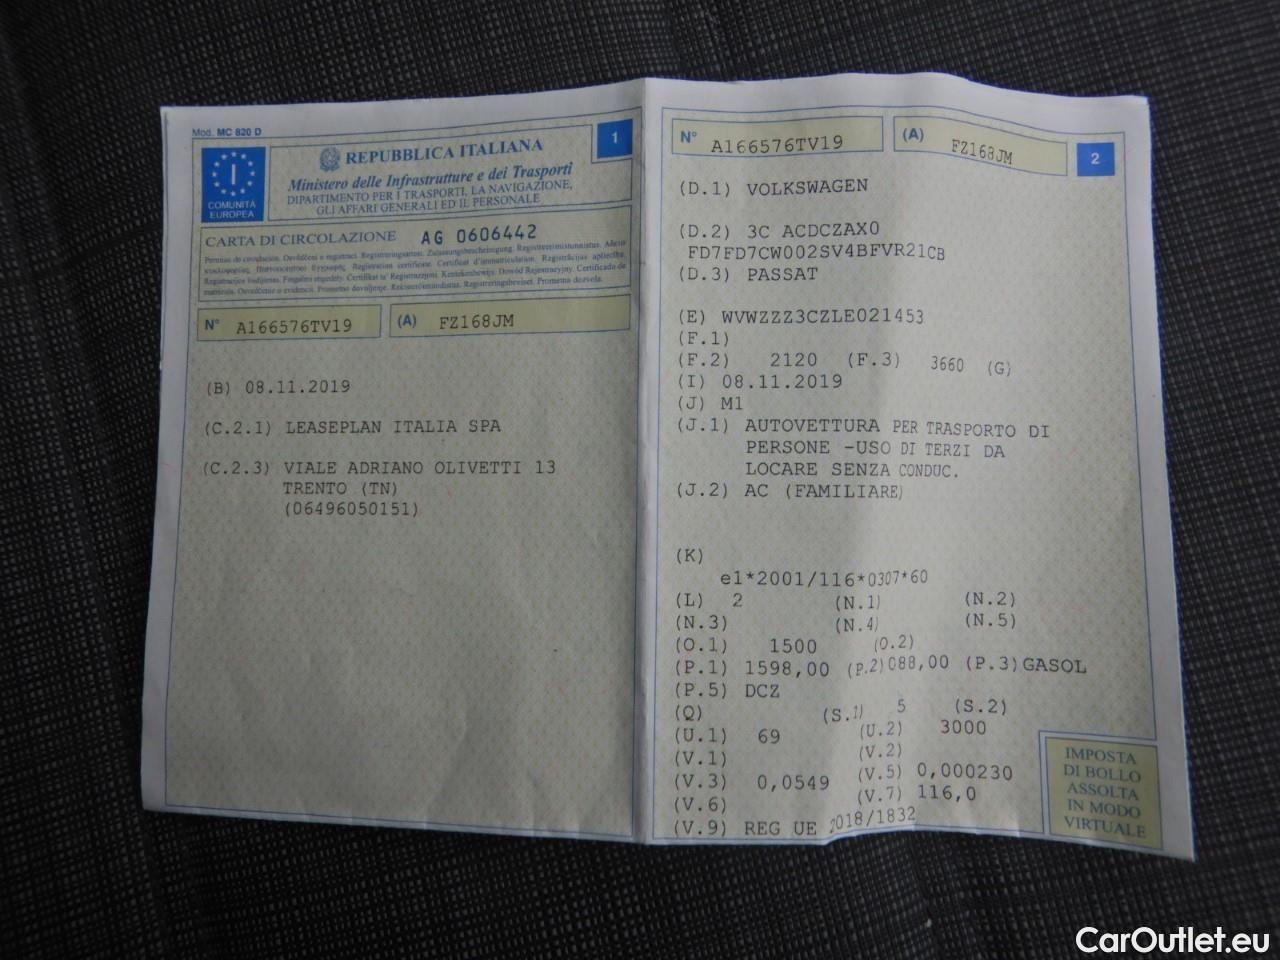 Mod. MC 820 D
1
I
COMUNITÀ
EUROPEA
REPUBBLICA ITALIANA
Ministero delle Infrastrutture e dei Trasporti
DIPARTIMENTO PER I TRASPORTI, LA NAVIGAZIONE,
GLI AFFARI GENERALI ED IL PERSONALE
CARTA DI CIRCOLAZIONE AG 0606442
N° A166576TV19 (A) FZ168JM
(B) 08.11.2019
(C.2.1) LEASEPLAN ITALIA SPA
(C.2.3) VIALE ADRIANO OLIVETTI 13
TRENTO (TN)
(06496050151)
N° A166576TV19 (A) FZ168JM 2
(D.1) VOLKSWAGEN
(D.2) 3C ACDCZAX0
FD7FD7CW002SV4BFVR21CB
(D.3) PASSAT
(E) WVWZZZ3CZLE021453
(F.1)
(F.2) 2120 (F.3) 3660 (G)
(I) 08.11.2019
(J) M1
(J.1) AUTOVETTURA PER TRASPORTO DI
PERSONE -USO DI TERZI DA
LOCARE SENZA CONDUC.
(J.2) AC (FAMILIARE)
(K)
e1*2001/116*0307*60
(L) 2 (N.1) (N.2)
(N.3) (N.4) (N.5)
(O.1) 1500 (O.2)
(P.1) 1598,00 (P.2)088,00 (P.3)GASOL
(P.5) DCZ
(Q) (S.1) 5 (S.2)
(U.1) 69 (U.2) 3000
(V.1) (V.2)
(V.3) 0,0549 (V.5) 0,000230
(V.6) (V.7) 116,0
(V.9) REG UE 2018/1832
IMPOSTA
DI BOLLO
ASSOLTA
IN MODO
VIRTUALE
CarOutlet.eu